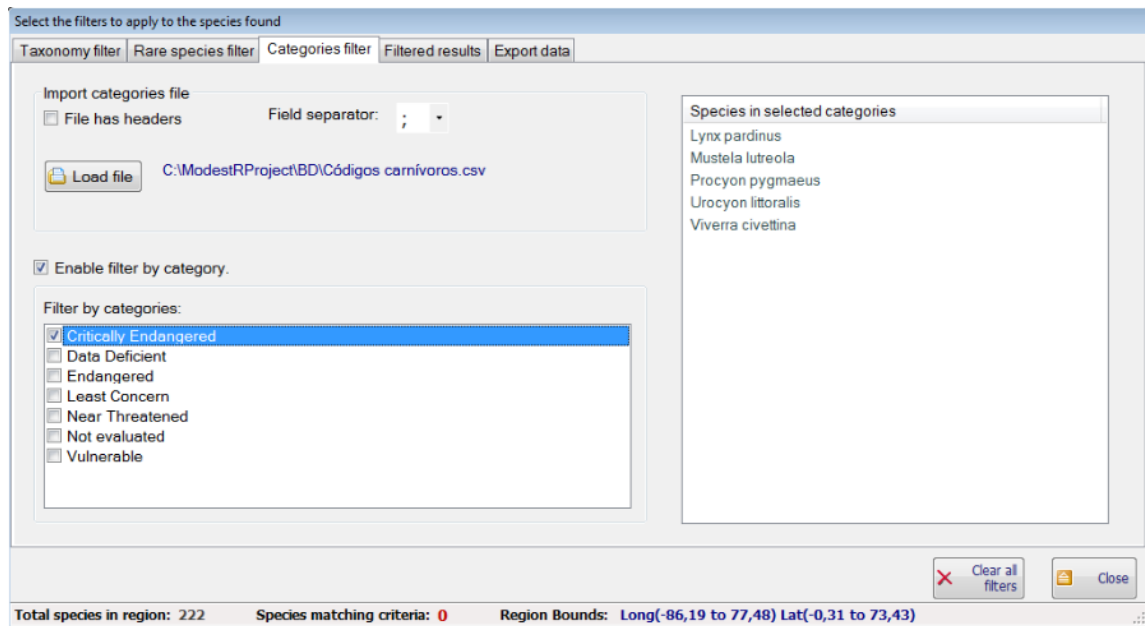 Select the filters to apply to the species found
Taxonomy filter Rare species filter Categories filter Filtered results Export data
Import categories file
File has headers Field separator: ;
Load file C:\ModestRProject\BD\Códigos carnívoros.csv
Enable filter by category.
Filter by categories:
Critically Endangered
Data Deficient
Endangered
Least Concern
Near Threatened
Not evaluated
Vulnerable
Species in selected categories
Lynx pardinus
Mustela lutreola
Procyon pygmaeus
Urocyon littoralis
Viverra civettina
Clear all
filters
Close
Total species in region: 222 Species matching criteria: 0 Region Bounds: Long(-86,19 to 77,48) Lat(-0,31 to 73,43)